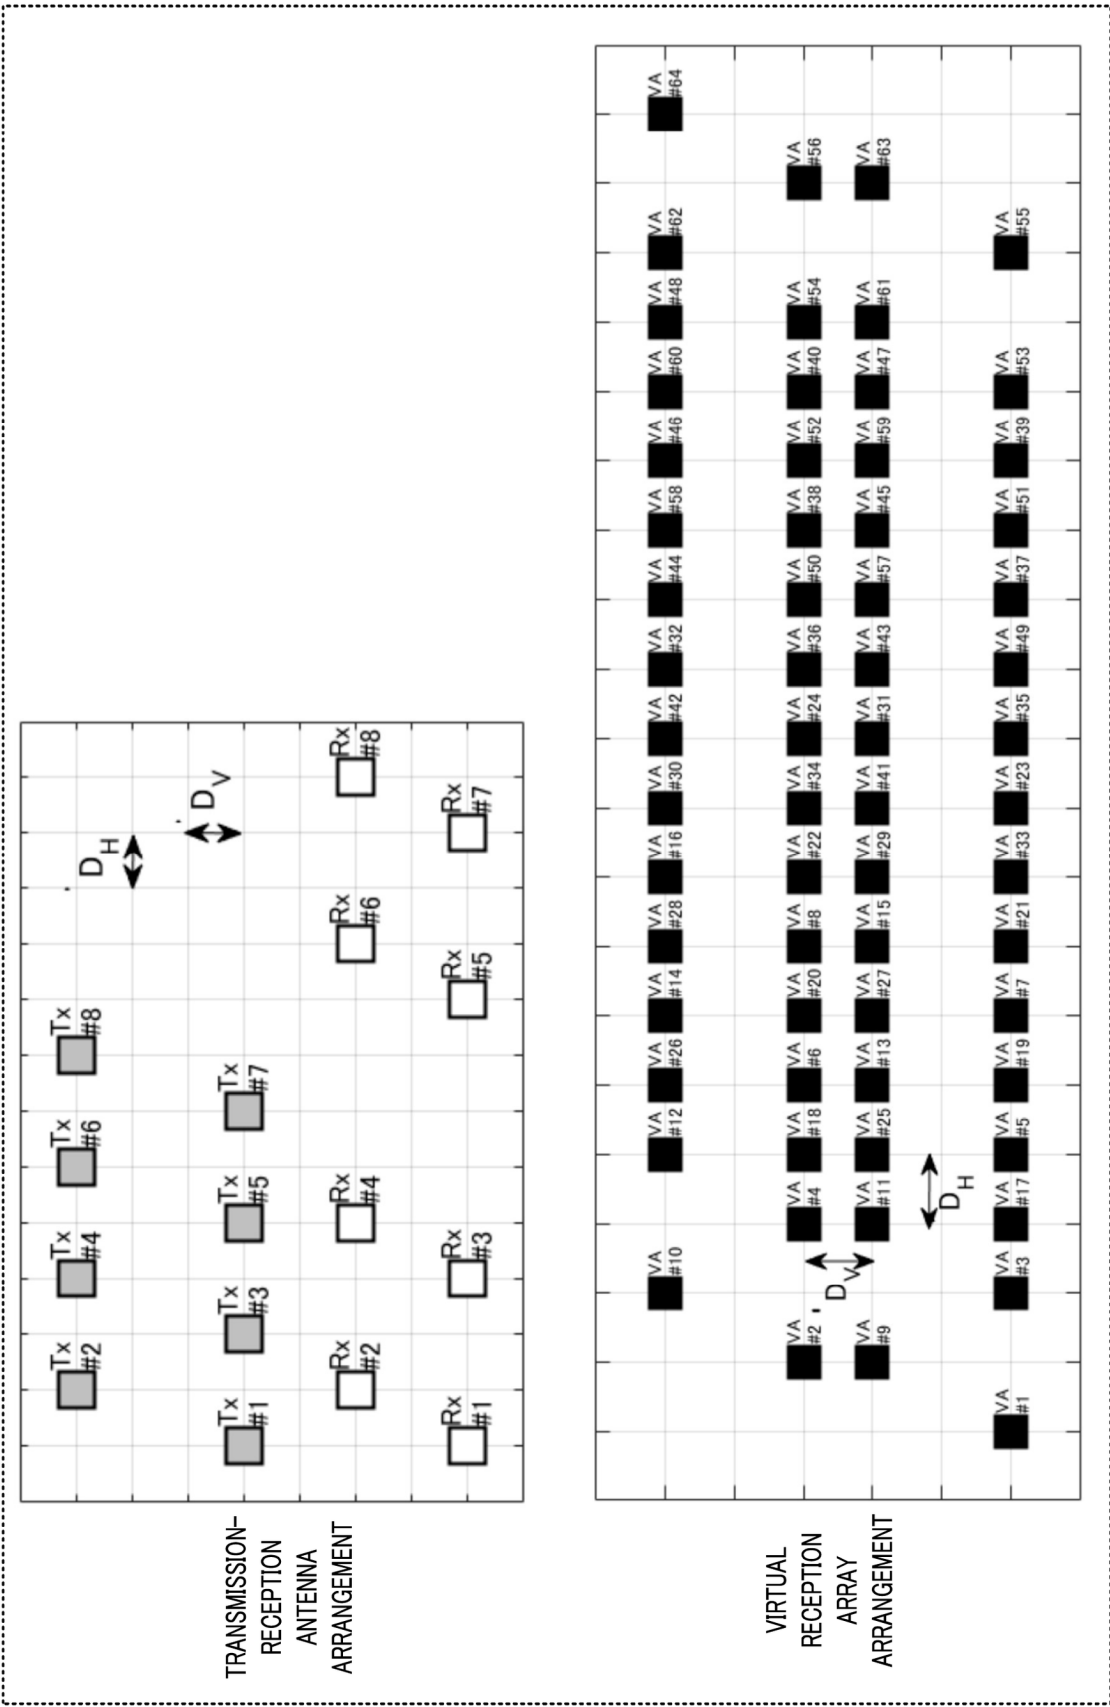 TRANSMISSION-
RECEPTION
ANTENNA
ARRANGEMENT
Tx
#2
Tx
#4
Tx
#6
Tx
#8
DH
DV
Tx
#1
Tx
#3
Tx
#5
Tx
#7
Rx
#2
Rx
#4
Rx
#6
Rx
#8
Rx
#1
Rx
#3
Rx
#5
Rx
#7
VIRTUAL
RECEPTION
ARRAY
ARRANGEMENT
VA
#10
VA
#12
VA
#26
VA
#14
VA
#28
VA
#16
VA
#30
VA
#42
VA
#32
VA
#44
VA
#58
VA
#46
VA
#60
VA
#48
VA
#62
VA
#64
VA
#2
VA
#4
VA
#18
VA
#6
VA
#20
VA
#8
VA
#22
VA
#34
VA
#24
VA
#36
VA
#50
VA
#38
VA
#52
VA
#40
VA
#54
VA
#56
DV
VA
#9
VA
#11
VA
#25
VA
#13
VA
#27
VA
#15
VA
#29
VA
#41
VA
#31
VA
#43
VA
#57
VA
#45
VA
#59
VA
#47
VA
#61
VA
#63
DH
VA
#1
VA
#3
VA
#17
VA
#5
VA
#19
VA
#7
VA
#21
VA
#33
VA
#23
VA
#35
VA
#49
VA
#37
VA
#51
VA
#39
VA
#53
VA
#55